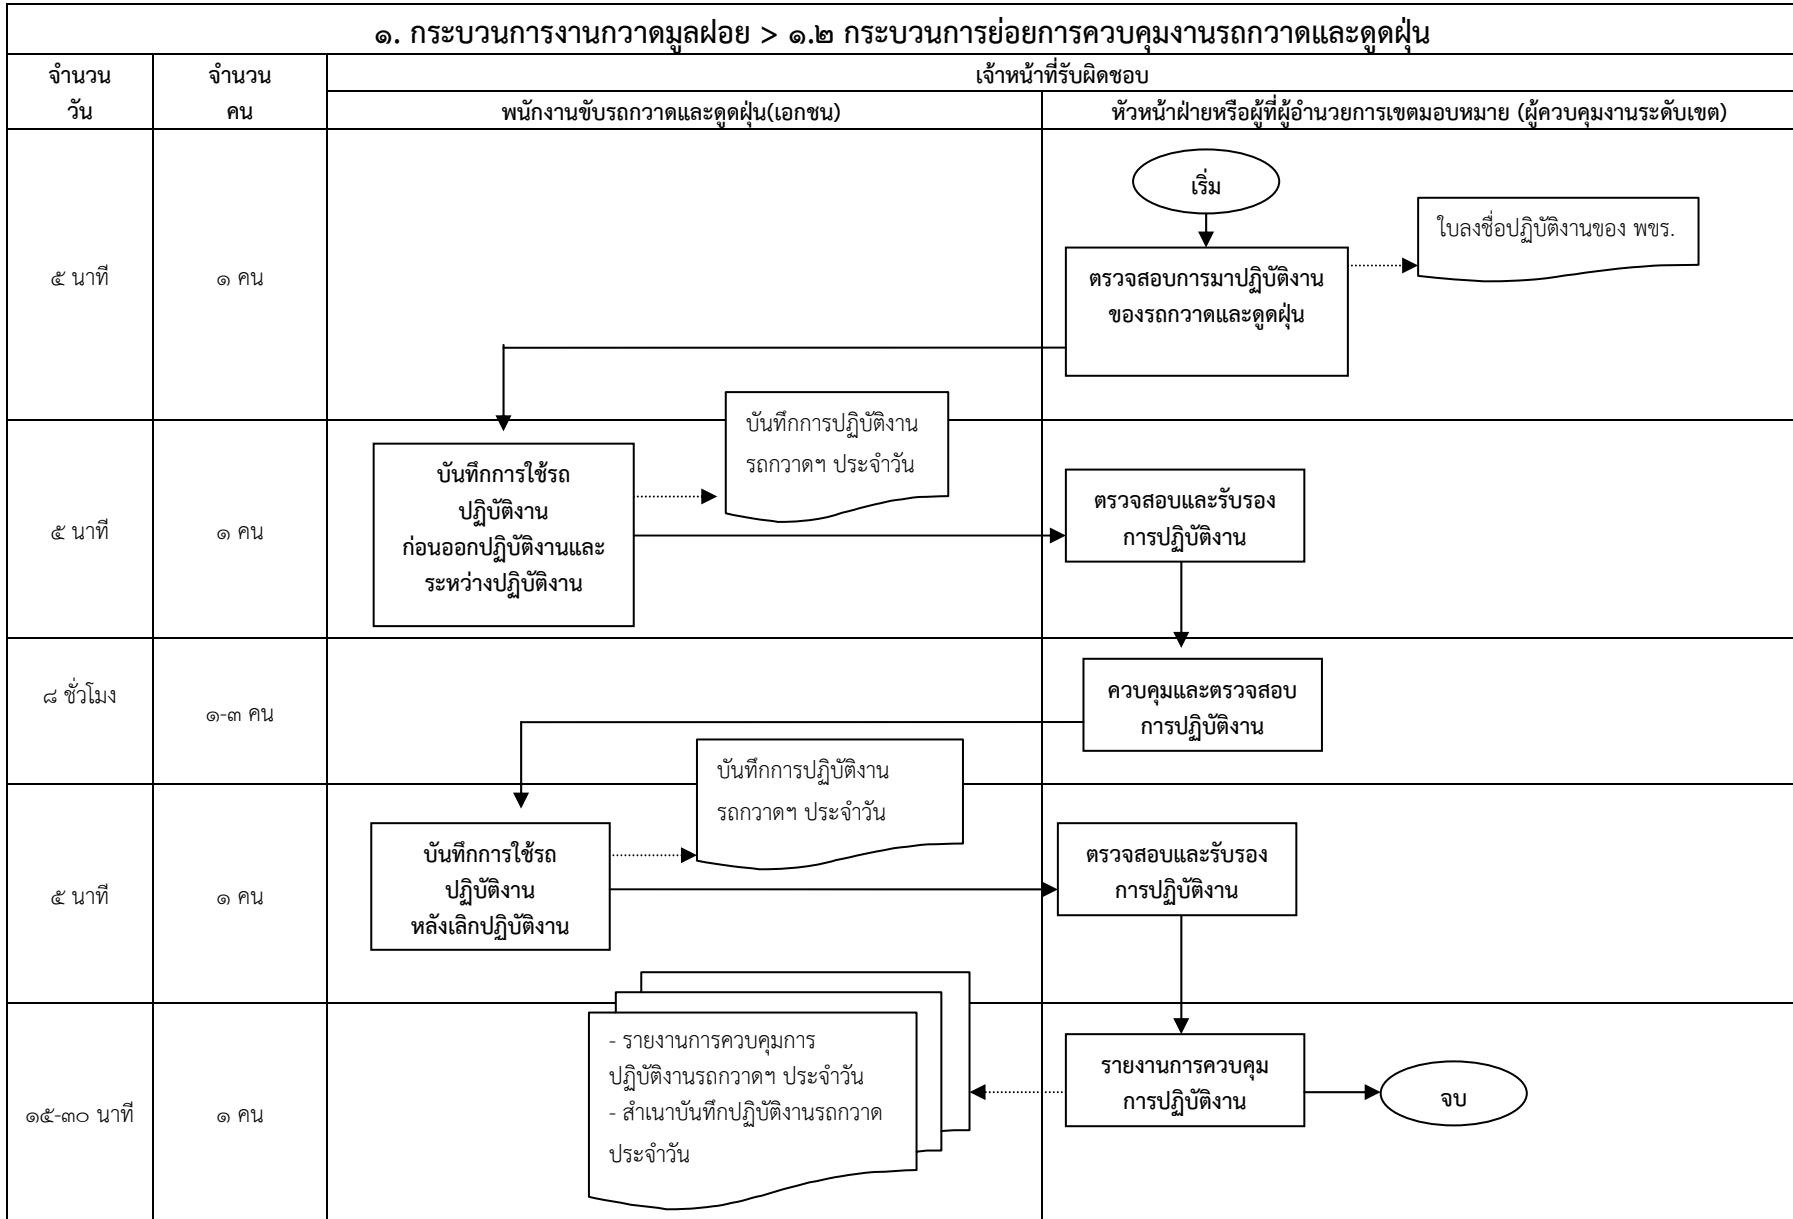 ๑. กระบวนการงานกวาดมูลฝอย > ๑.๒ กระบวนการย่อยการควบคุมงานรถกวาดและดูดฝุ่น
จำนวน
วัน
จำนวน
คน
เจ้าหน้าที่รับผิดชอบ
พนักงานขับรถกวาดและดูดฝุ่น(เอกชน)
หัวหน้าฝ่ายหรือผู้ที่ผู้อำนวยการเขตมอบหมาย (ผู้ควบคุมงานระดับเขต)
๕ นาที
๑ คน
เริ่ม
ตรวจสอบการมาปฏิบัติงาน
ของรถกวาดและดูดฝุ่น
ใบลงชื่อปฏิบัติงานของ พขร.
๕ นาที
๑ คน
บันทึกการใช้รถ
ปฏิบัติงาน
ก่อนออกปฏิบัติงานและ
ระหว่างปฏิบัติงาน
บันทึกการปฏิบัติงาน
รถกวาดฯ ประจำวัน
ตรวจสอบและรับรอง
การปฏิบัติงาน
๘ ชั่วโมง
๑-๓ คน
ควบคุมและตรวจสอบ
การปฏิบัติงาน
๕ นาที
๑ คน
บันทึกการใช้รถ
ปฏิบัติงาน
หลังเลิกปฏิบัติงาน
บันทึกการปฏิบัติงาน
รถกวาดฯ ประจำวัน
ตรวจสอบและรับรอง
การปฏิบัติงาน
๑๕-๓๐ นาที
๑ คน
- รายงานการควบคุมการ
ปฏิบัติงานรถกวาดฯ ประจำวัน
- สำเนาบันทึกปฏิบัติงานรถกวาด
ประจำวัน
รายงานการควบคุม
การปฏิบัติงาน
จบ